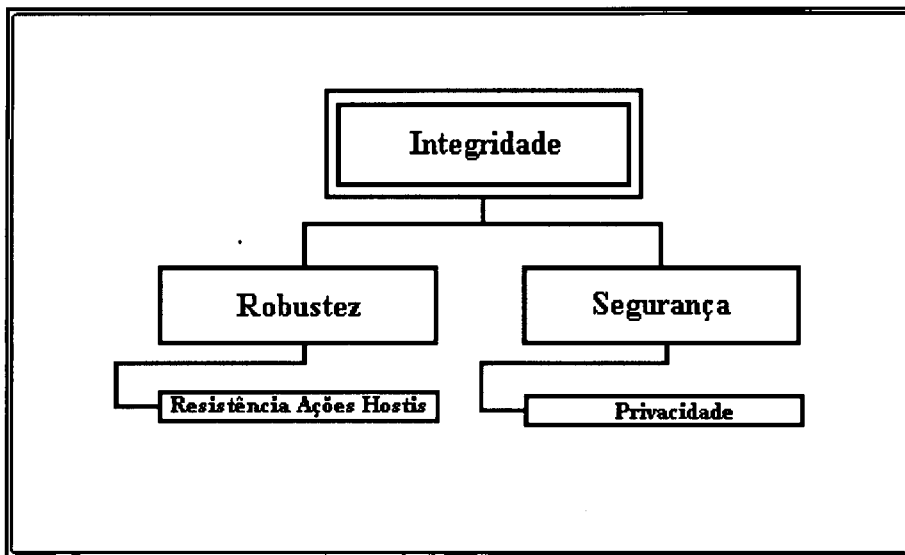 Integridade
Robustez
Segurança
Resistência Ações Hostis
Privacidade